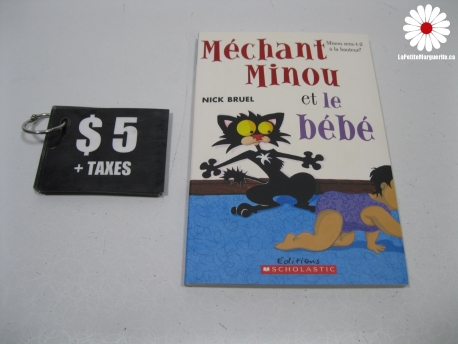 LaPetiteMarguerite.ca
$5
+ TAXES
Méchant
Minou
et le
bébé
NICK BRUEL
Éditions
SCHOLASTIC